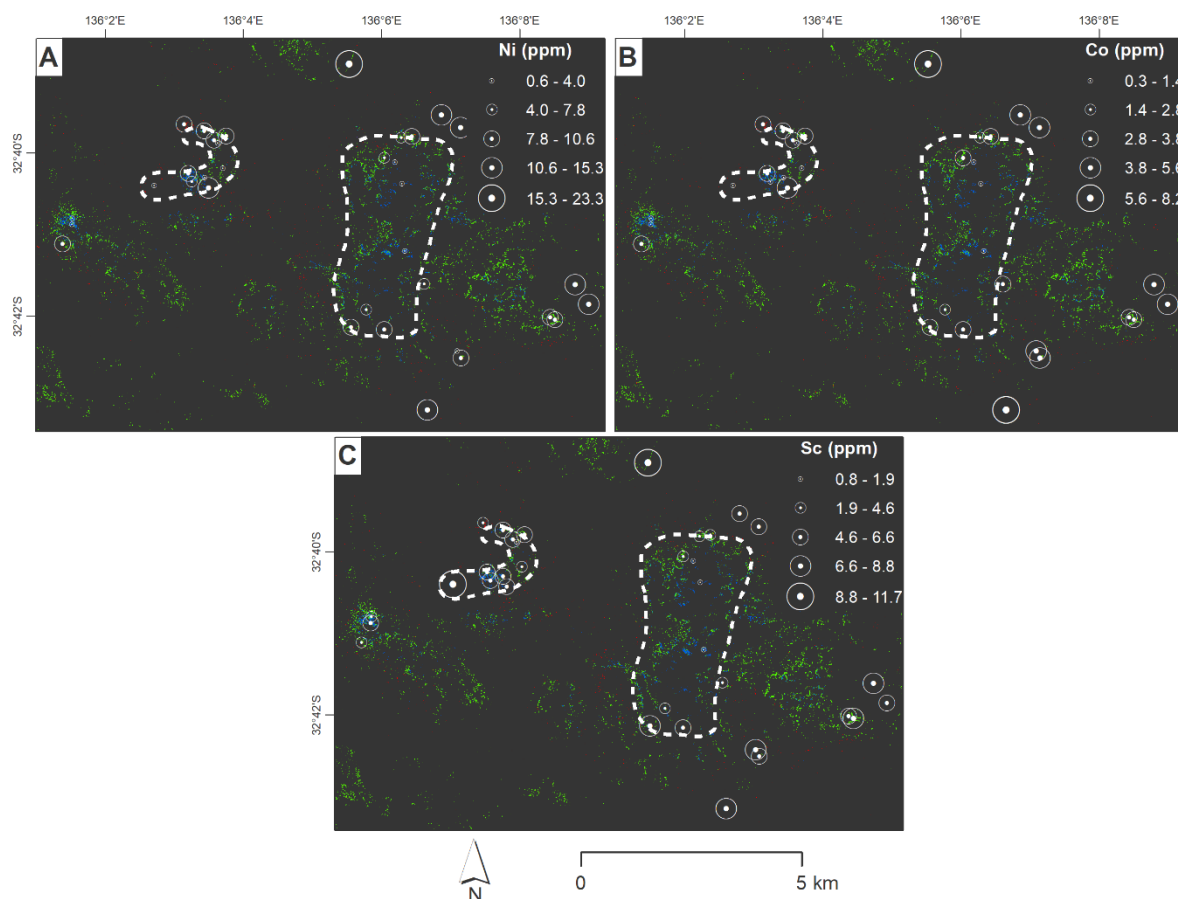 136°2'E 136°4'E 136°6'E 136°8'E 136°2'E 136°4'E 136°6'E 136°8'E
A Ni (ppm)
0.6 - 4.0
4.0 - 7.8
7.8 - 10.6
10.6 - 15.3
15.3 - 23.3
B Co (ppm)
0.3 - 1.4
1.4 - 2.8
2.8 - 3.8
3.8 - 5.6
5.6 - 8.2
32°40'S
32°42'S
C Sc (ppm)
0.8 - 1.9
1.9 - 4.6
4.6 - 6.6
6.6 - 8.8
8.8 - 11.7
32°40'S
32°42'S
N
0 5 km